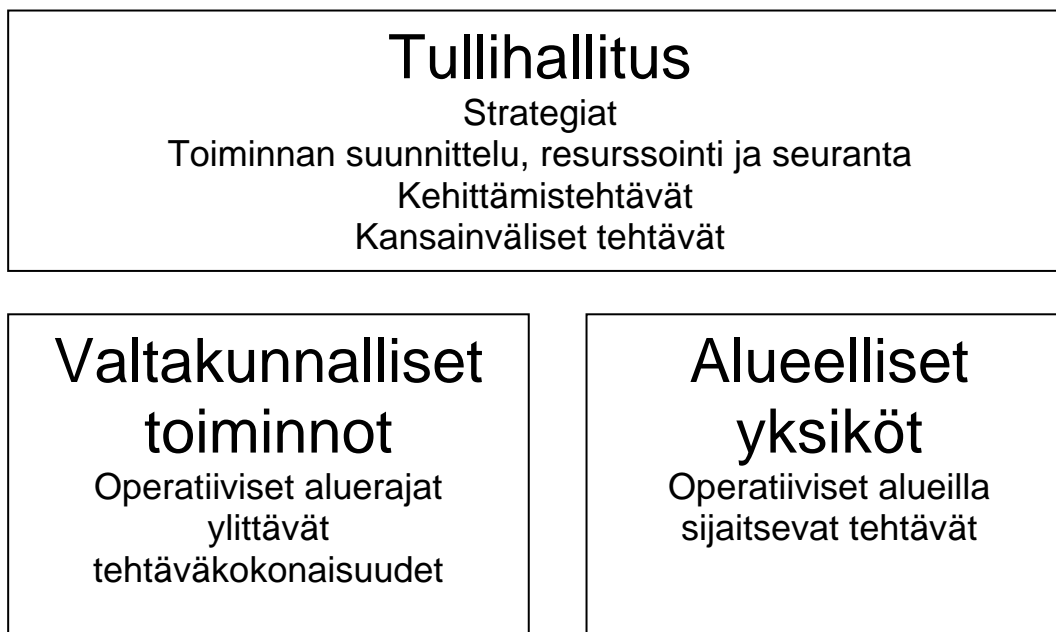 Tullihallitus
Strategiat
Toiminnan suunnittelu, resurssointi ja seuranta
Kehittämistehtävät
Kansainväliset tehtävät
Valtakunnalliset
toiminnot
Operatiiviset aluerajat
ylittävät
tehtäväkokonaisuudet
Alueelliset
yksiköt
Operatiiviset alueilla
sijaitsevat tehtävät